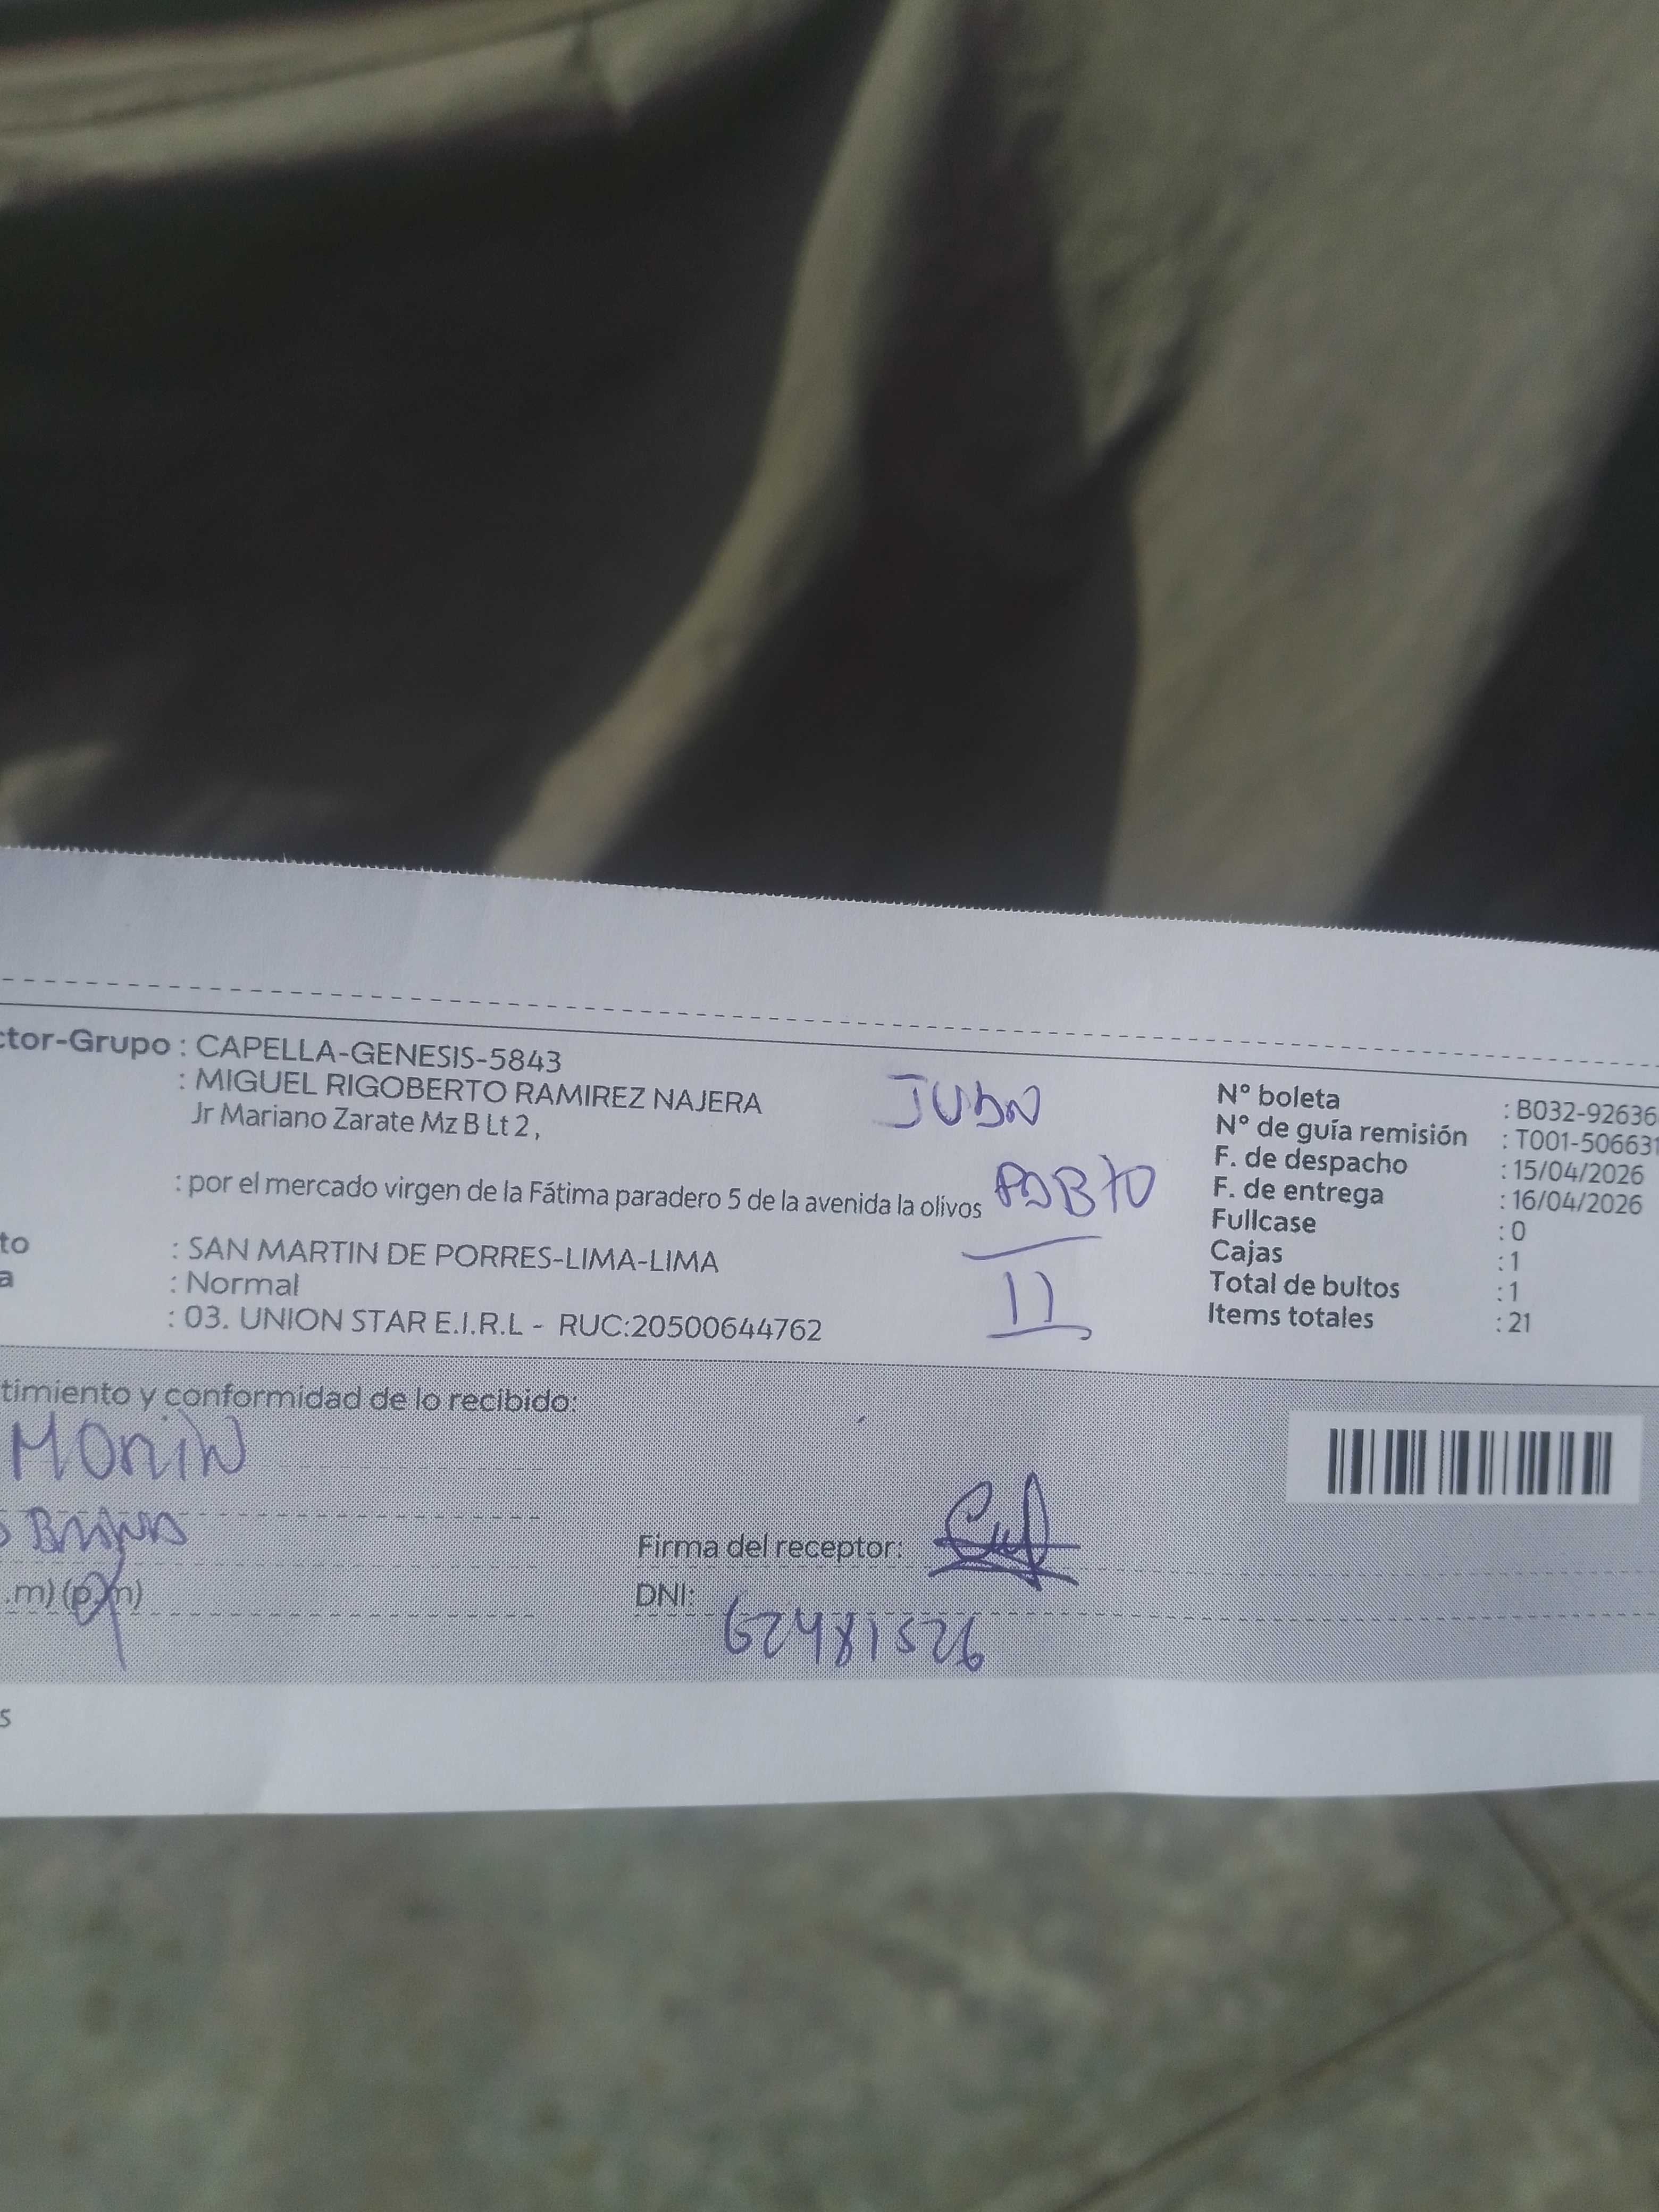 ctor-Grupo : CAPELLA-GENESIS-5843
: MIGUEL RIGOBERTO RAMIREZ NAJERA
Jr Mariano Zarate Mz B Lt 2 ,
: por el mercado virgen de la Fátima paradero 5 de la avenida la olivos
to : SAN MARTIN DE PORRES-LIMA-LIMA
a : Normal
: 03. UNION STAR E.I.R.L - RUC:20500644762
JUAN
PABLO
II
N° boleta : B032-92636
N° de guía remisión : T001-506631
F. de despacho : 15/04/2026
F. de entrega : 16/04/2026
Fullcase : 0
Cajas : 1
Total de bultos : 1
Items totales : 21
timiento y conformidad de lo recibido:
.m) (p.m)
Firma del receptor:
DNI: 62481526
s